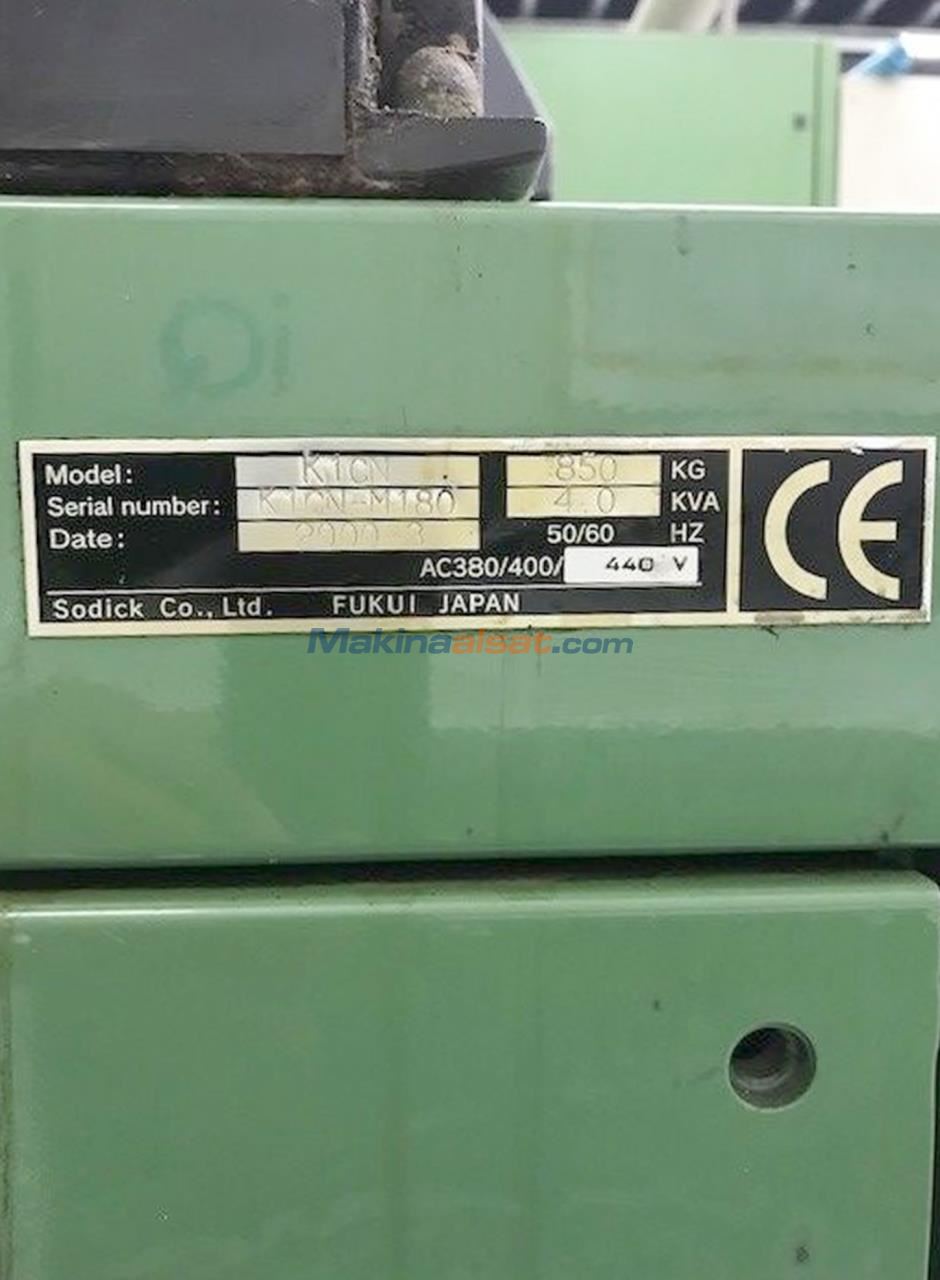 Model: K1CN 850 KG
Serial number: K1CN-M180 4.0 KVA
Date: 2000 3 50/60 HZ
AC380/400/ 440 V
Sodick Co., Ltd. FUKUI JAPAN
CE
Makinaalsat.com